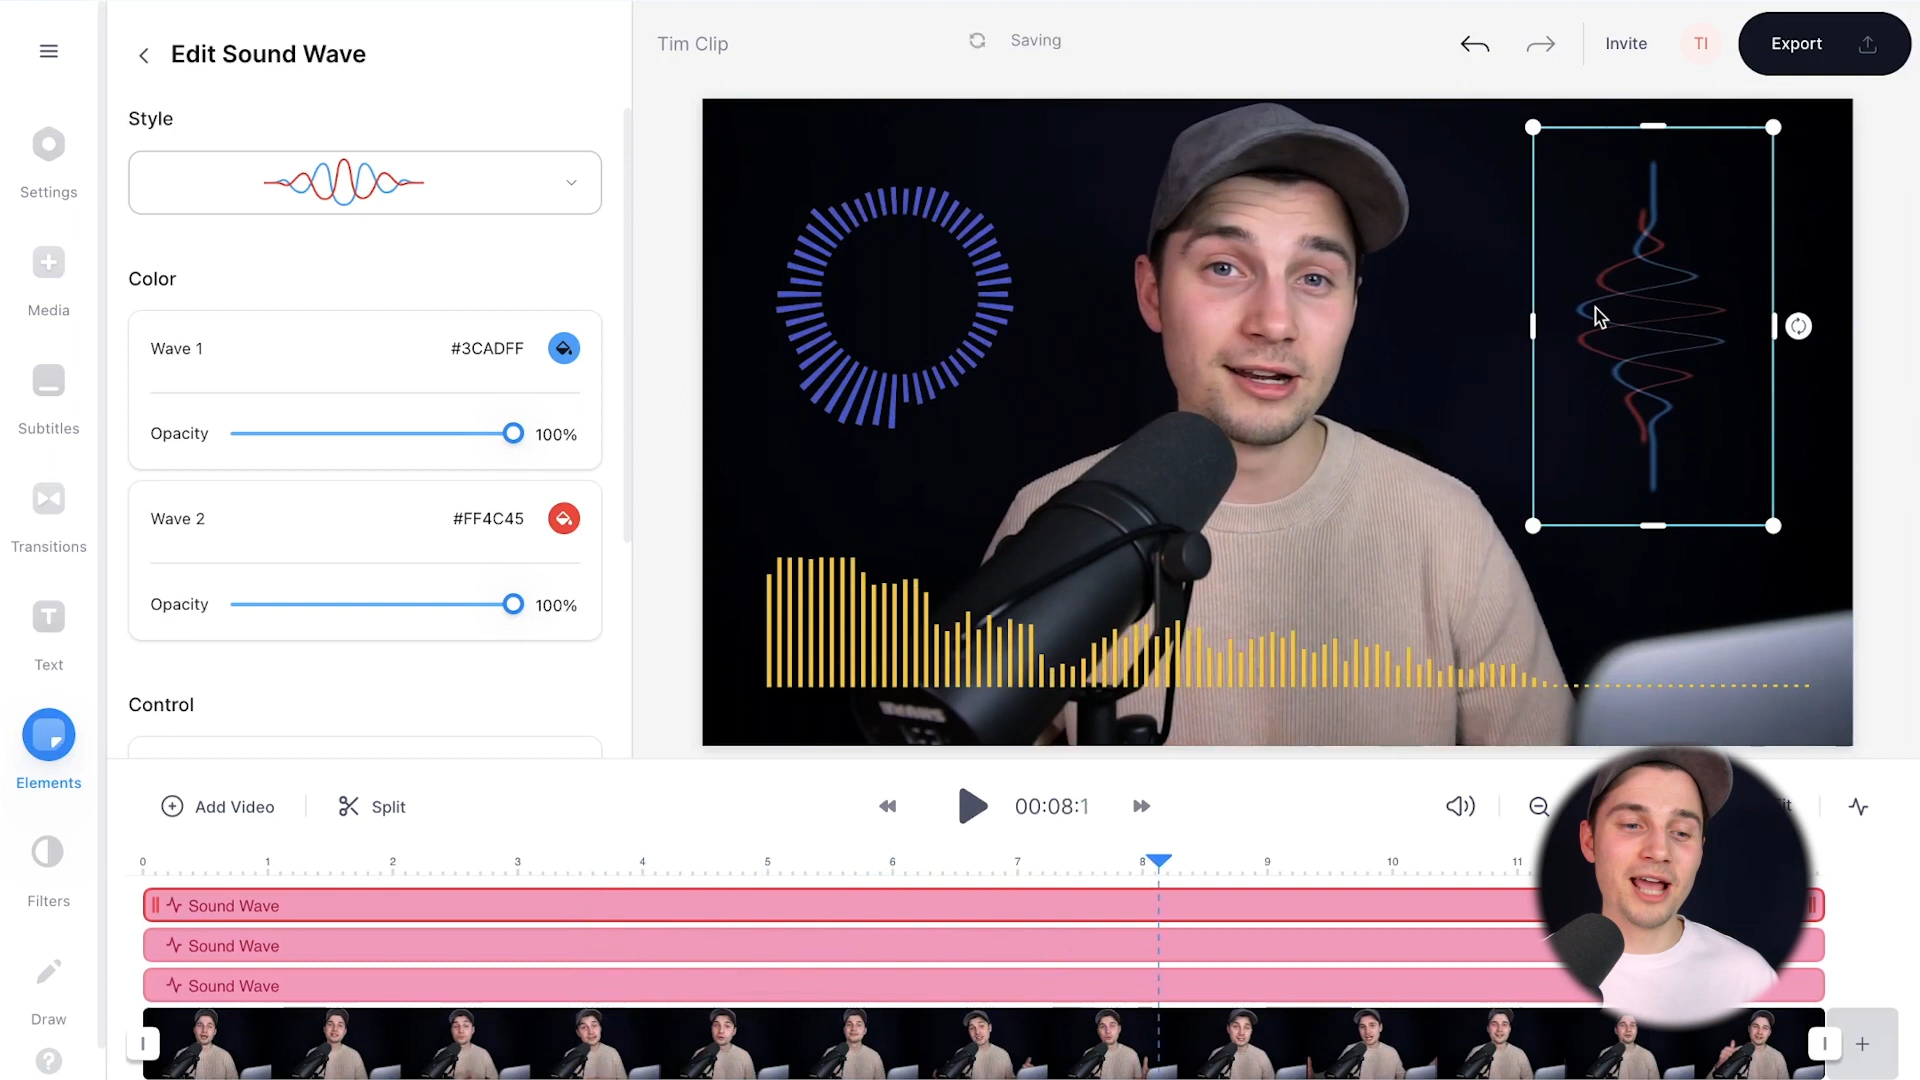 Edit Sound Wave
Tim Clip
Saving
Invite
TI
Export
Settings
Media
Subtitles
Transitions
Text
Elements
Filters
Draw
?
Style
Color
Wave 1
#3CADFF
Opacity
100%
Wave 2
#FF4C45
Opacity
100%
Control
Add Video
Split
00:08:1
0 1 2 3 4 5 6 7 8 9 10 11
Sound Wave
Sound Wave
Sound Wave